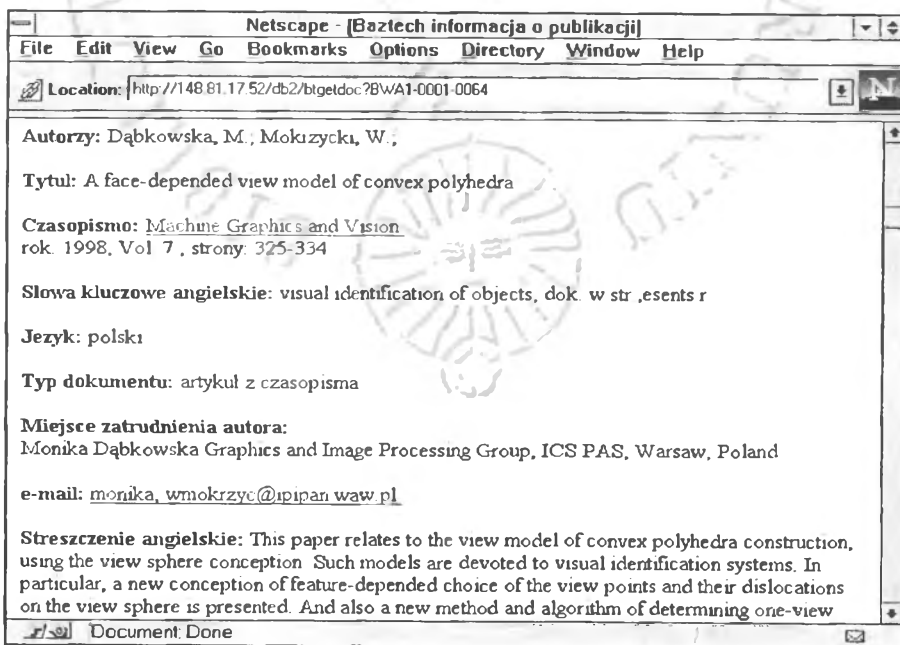 Netscape - [Baztech informacja o publikacji]
File Edit View Go Bookmarks Options Directory Window Help
Location: http://148.81.17.52/db2/btgetdoc?BWA1-0001-0064
N
Autorzy: Dąbkowska, M.; Mokrzycki, W.;
Tytul: A face-depended view model of convex polyhedra
Czasopismo: Machine Graphics and Vision
rok. 1998, Vol 7, strony: 325-334
Slowa kluczowe angielskie: visual identification of objects, dok. w str ,esents r
Jezyk: polski
Typ dokumentu: artykuł z czasopisma
Miejsce zatrudnienia autora:
Monika Dąbkowska Graphics and Image Processing Group, ICS PAS, Warsaw, Poland
e-mail: monika, wmokrzyc@ipipan.waw.pl
Streszczenie angielskie: This paper relates to the view model of convex polyhedra construction,
using the view sphere conception Such models are devoted to visual identification systems. In
particular, a new conception of feature-depended choice of the view points and their dislocations
on the view sphere is presented. And also a new method and algorithm of determining one-view
Document: Done